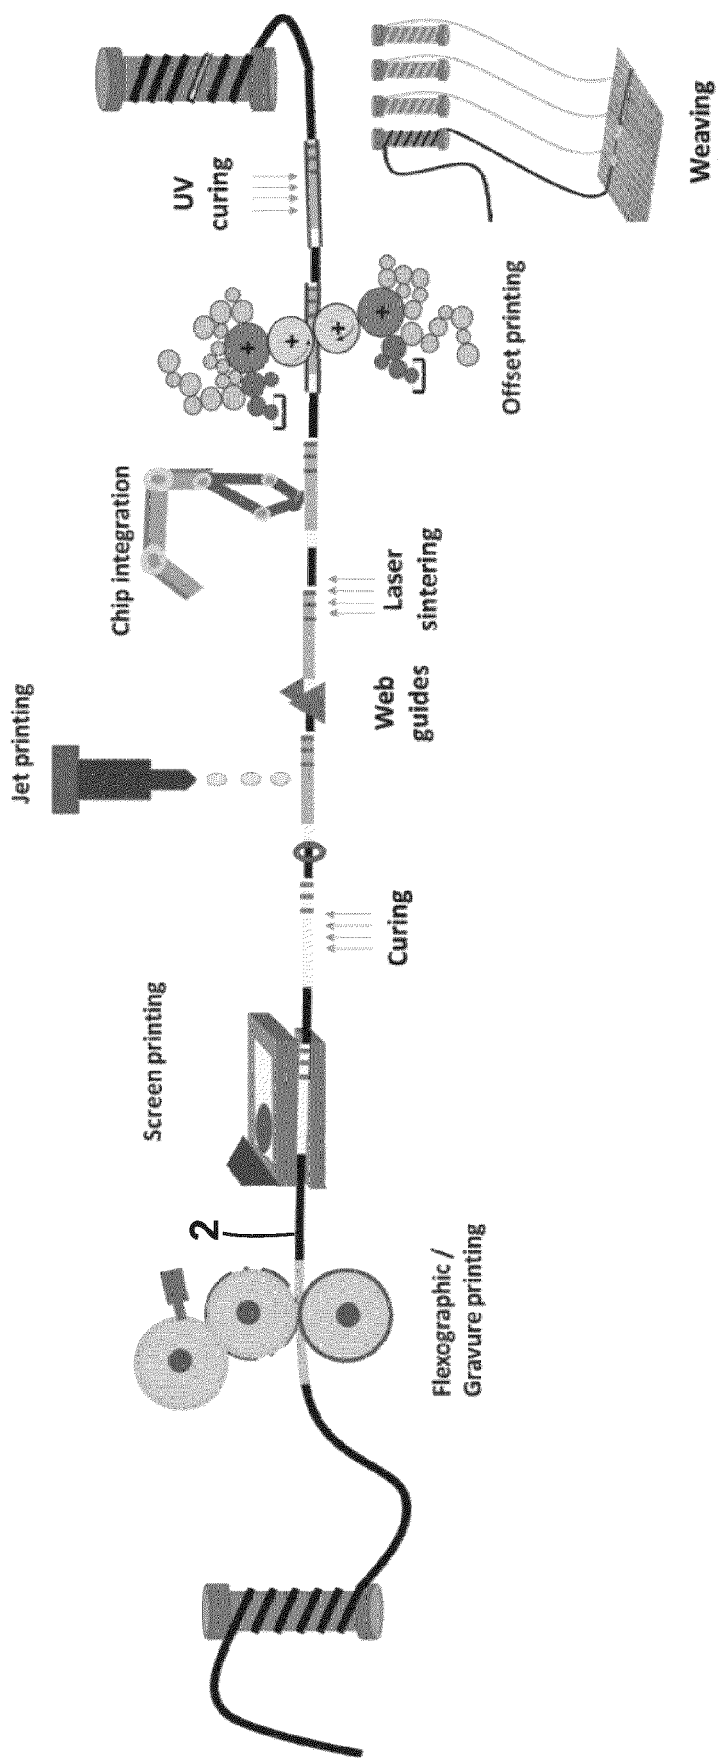 Flexographic /
Gravure printing
2
Screen printing
Curing
Jet printing
Web
guides
Laser
sintering
Chip integration
Offset printing
UV
curing
Weaving